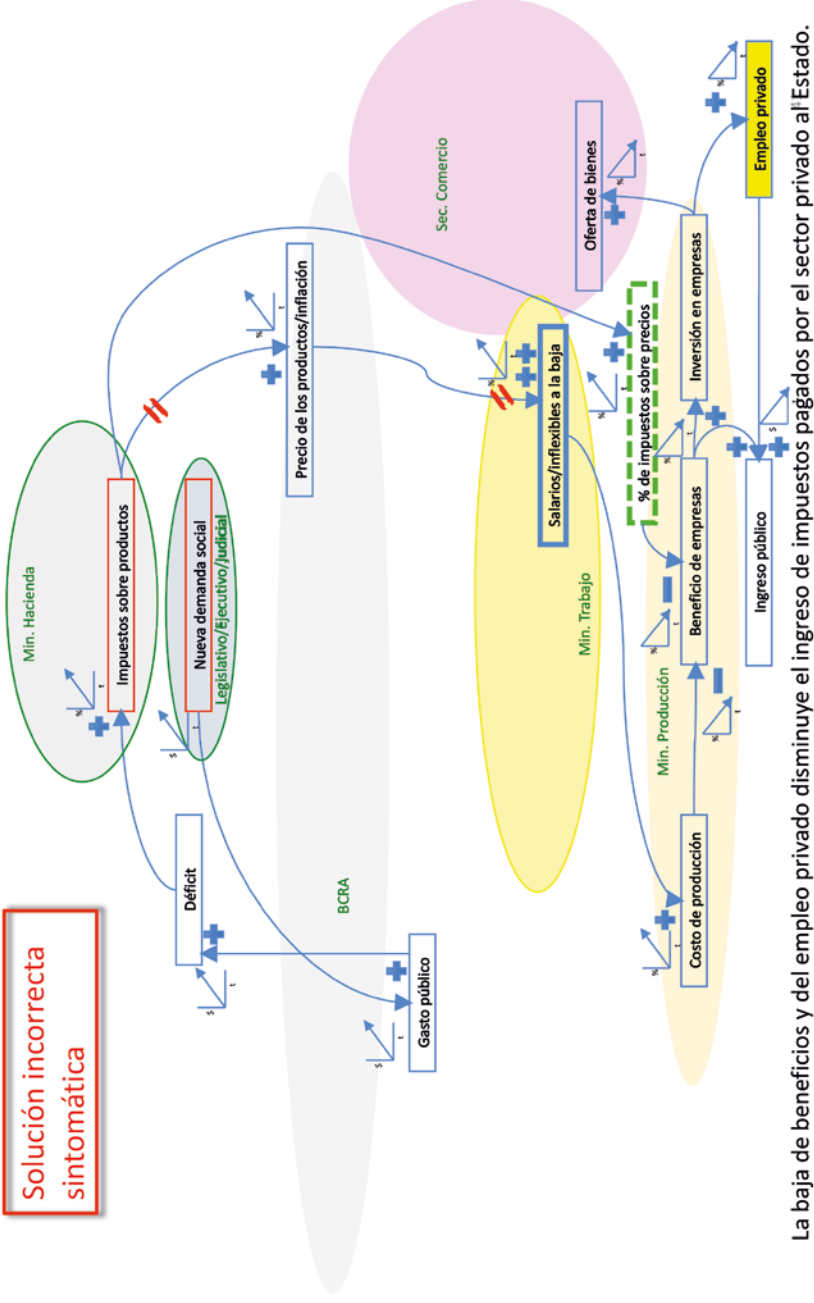 Solución incorrecta
sintomática
Min. Hacienda
%
t
Impuestos sobre productos
$
t
Nueva demanda social
Legislativo/Ejecutivo/Judicial
Déficit
$
t
%
t
Precio de los productos/inflación
BCRA
$
t
Gasto público
Sec. Comercio
%
t
Salarios/inflexibles a la baja
Min. Trabajo
Oferta de bienes
%
t
%
t
% de impuestos sobre precios
Min. Producción
%
t
Costo de producción
%
t
%
t
Beneficio de empresas
%
t
Inversión en empresas
%
t
Empleo privado
Ingreso público
$
t
La baja de beneficios y del empleo privado disminuye el ingreso de impuestos pagados por el sector privado al Estado.